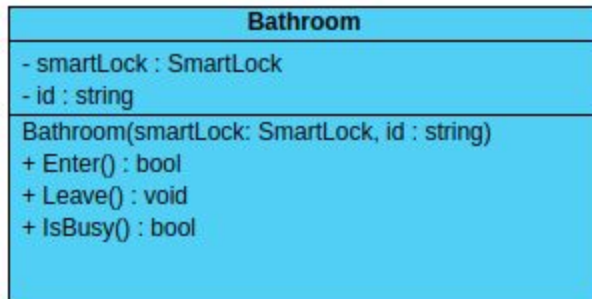 Bathroom
- smartLock : SmartLock
- id : string
Bathroom(smartLock: SmartLock, id : string)
+ Enter() : bool
+ Leave() : void
+ IsBusy() : bool